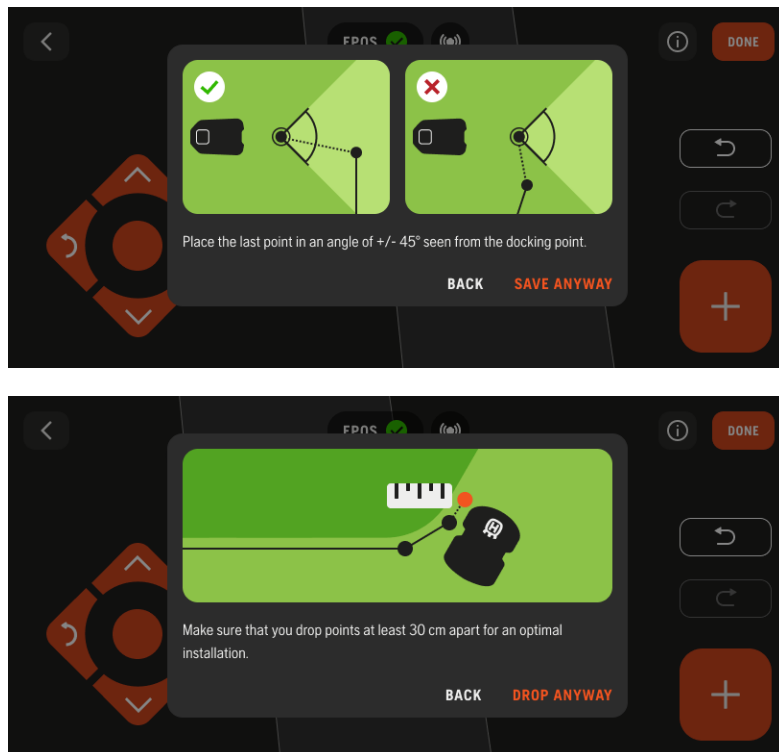 EPOS
DONE
Place the last point in an angle of +/- 45° seen from the docking point.
BACK SAVE ANYWAY
EPOS
DONE
Make sure that you drop points at least 30 cm apart for an optimal
installation.
BACK DROP ANYWAY